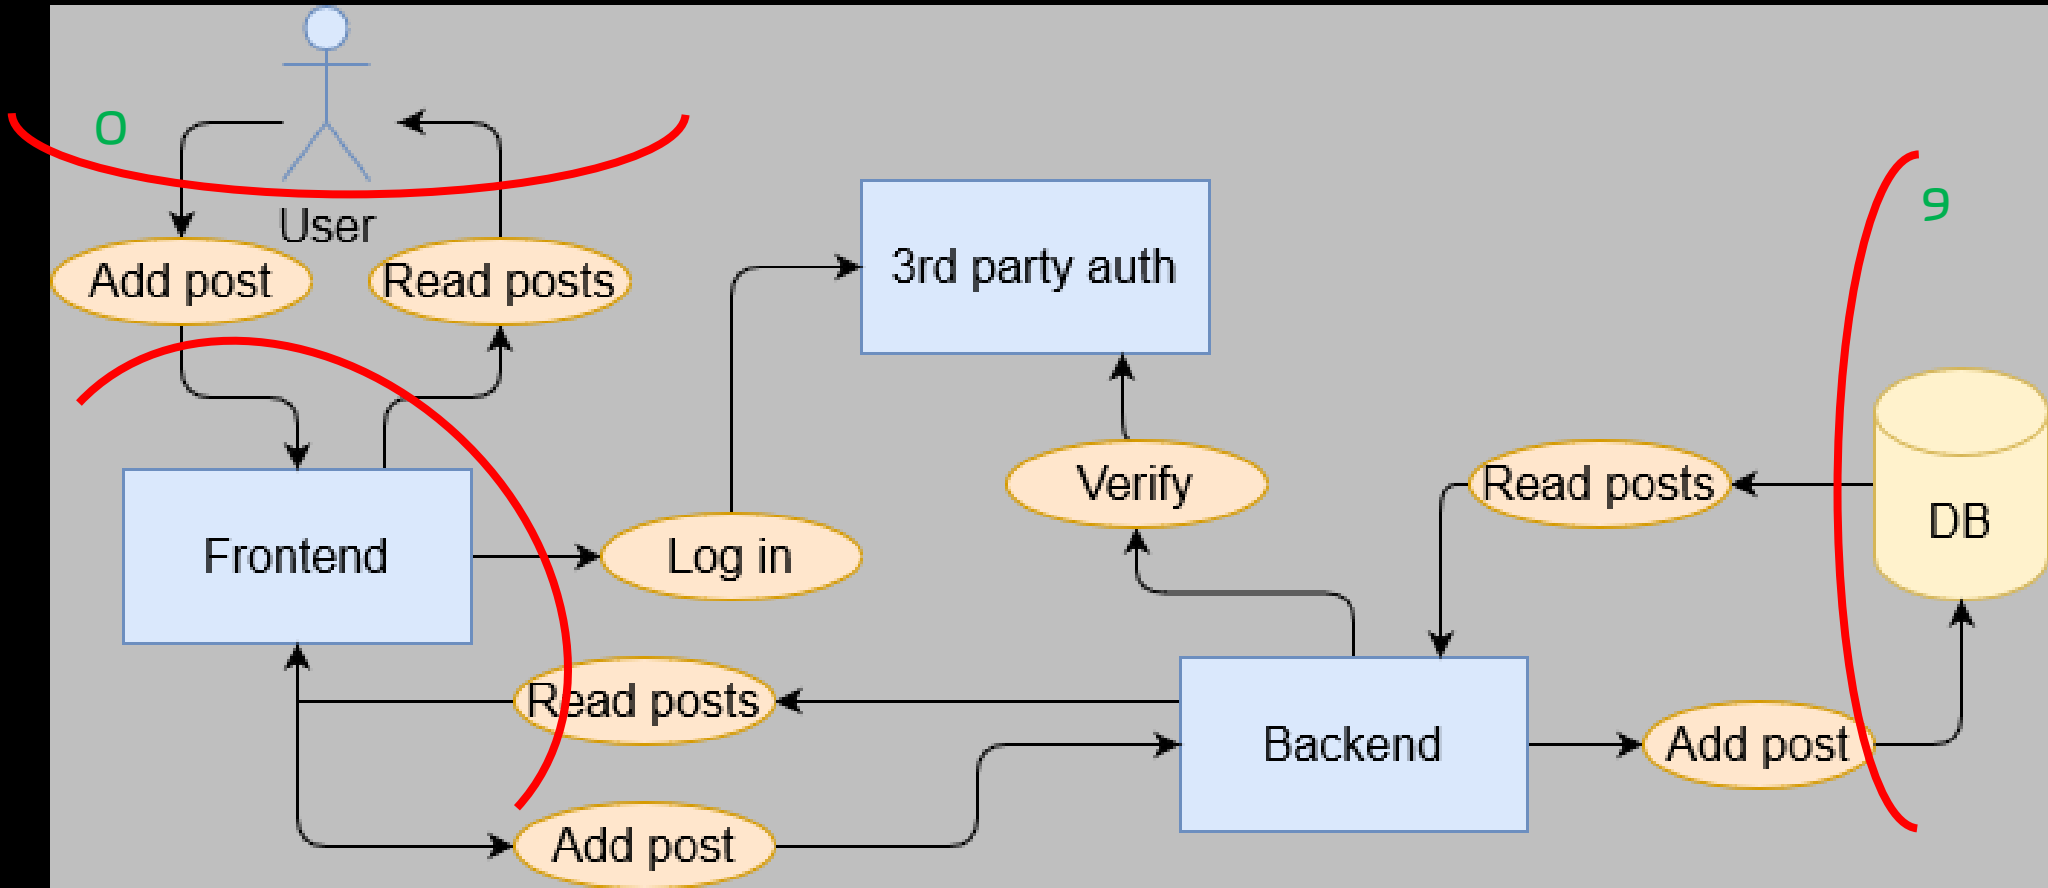 0
9
User
Add post
Read posts
3rd party auth
Verify
Read posts
DB
Frontend
Log in
Read posts
Backend
Add post
Add post